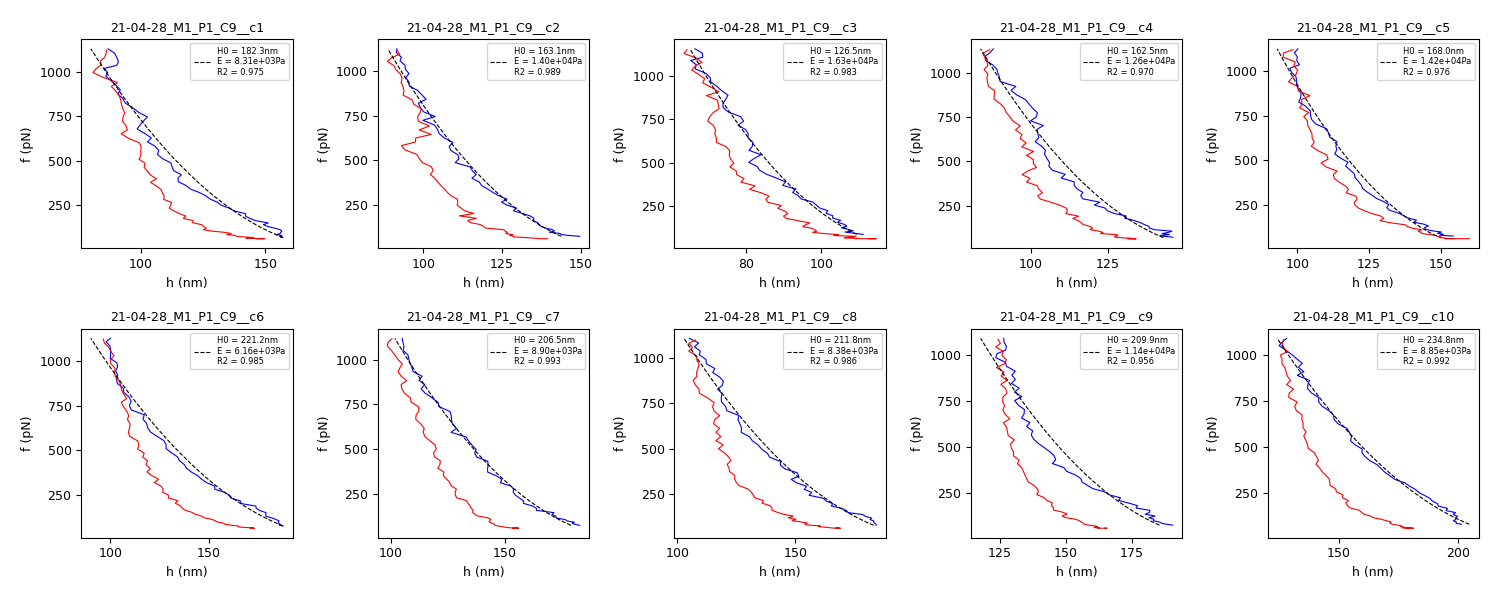 21-04-28_M1_P1_C9__c1
21-04-28_M1_P1_C9__c2
21-04-28_M1_P1_C9__c3
21-04-28_M1_P1_C9__c4
21-04-28_M1_P1_C9__c5
H0 = 182.3nm
E = 8.31e+03Pa
R2 = 0.975
H0 = 163.1nm
E = 1.40e+04Pa
R2 = 0.989
H0 = 126.5nm
E = 1.63e+04Pa
R2 = 0.983
H0 = 162.5nm
E = 1.26e+04Pa
R2 = 0.970
H0 = 168.0nm
E = 1.42e+04Pa
R2 = 0.976
f (pN)
1000
750
500
250
100 150
h (nm)
f (pN)
1000
750
500
250
100 125 150
h (nm)
f (pN)
1000
750
500
250
80 100
h (nm)
f (pN)
1000
750
500
250
100 125
h (nm)
f (pN)
1000
750
500
250
100 125 150
h (nm)
21-04-28_M1_P1_C9__c6
21-04-28_M1_P1_C9__c7
21-04-28_M1_P1_C9__c8
21-04-28_M1_P1_C9__c9
21-04-28_M1_P1_C9__c10
H0 = 221.2nm
E = 6.16e+03Pa
R2 = 0.985
H0 = 206.5nm
E = 8.90e+03Pa
R2 = 0.993
H0 = 211.8nm
E = 8.38e+03Pa
R2 = 0.986
H0 = 209.9nm
E = 1.14e+04Pa
R2 = 0.956
H0 = 234.8nm
E = 8.85e+03Pa
R2 = 0.992
f (pN)
1000
750
500
250
100 150
h (nm)
f (pN)
1000
750
500
250
100 150
h (nm)
f (pN)
1000
750
500
250
100 150
h (nm)
f (pN)
1000
750
500
250
125 150 175
h (nm)
f (pN)
1000
750
500
250
150 200
h (nm)